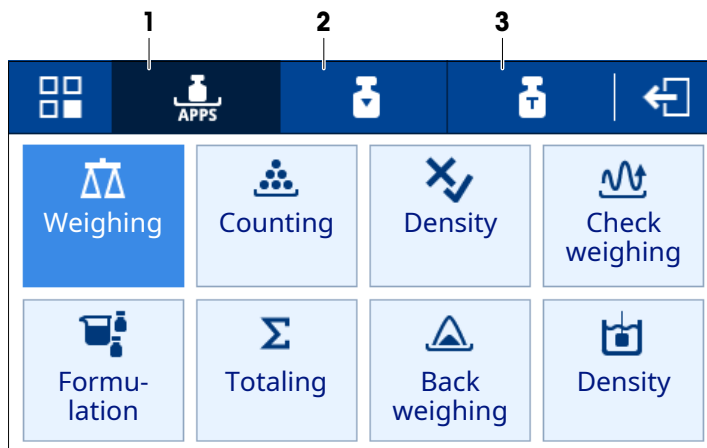 1 2 3
APPS
T
Weighing Counting Density Check
weighing
Formu-
lation Totaling Back
weighing Density